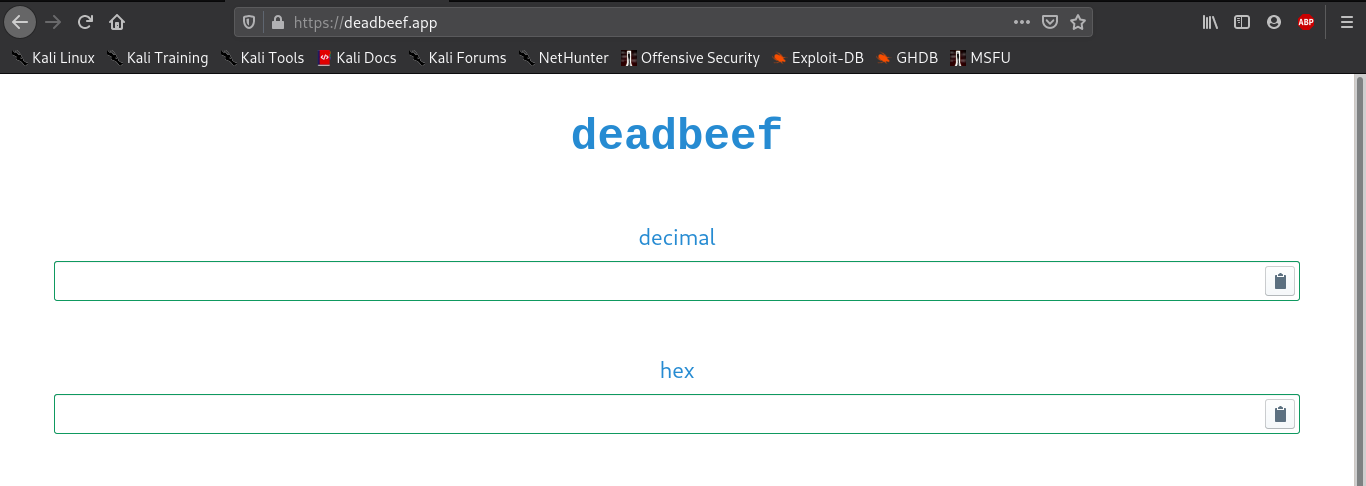 https://deadbeef.app
ABP
Kali Linux Kali Training Kali Tools Kali Docs Kali Forums NetHunter Offensive Security Exploit-DB GHDB MSFU
deadbeef
decimal
hex